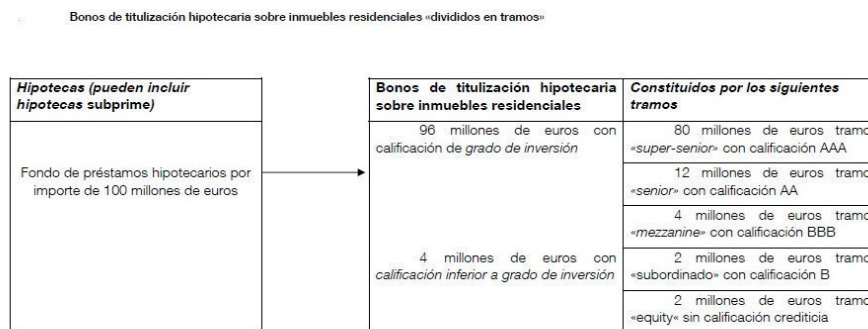 Bonos de titulización hipotecaria sobre inmuebles residenciales «divididos en tramos»
Hipotecas (pueden incluir
hipotecas subprime)
Fondo de préstamos hipotecarios por
importe de 100 millones de euros
Bonos de titulización hipotecaria
sobre inmuebles residenciales
96 millones de euros con
calificación de grado de inversión
4 millones de euros con
calificación inferior a grado de inversión
Constituidos por los siguientes
tramos
80 millones de euros tramo
«super-senior» con calificación AAA
12 millones de euros tramo
«senior» con calificación AA
4 millones de euros tramo
«mezzanine» con calificación BBB
2 millones de euros tramo
«subordinado» con calificación B
2 millones de euros tramo
«equity« sin calificación crediticia